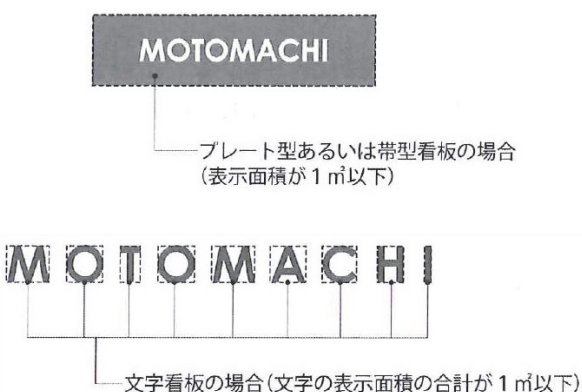 MOTOMACHI
プレート型あるいは帯型看板の場合
(表示面積が1㎡以下)
MOTOMACHI
文字看板の場合(文字の表示面積の合計が1㎡以下)